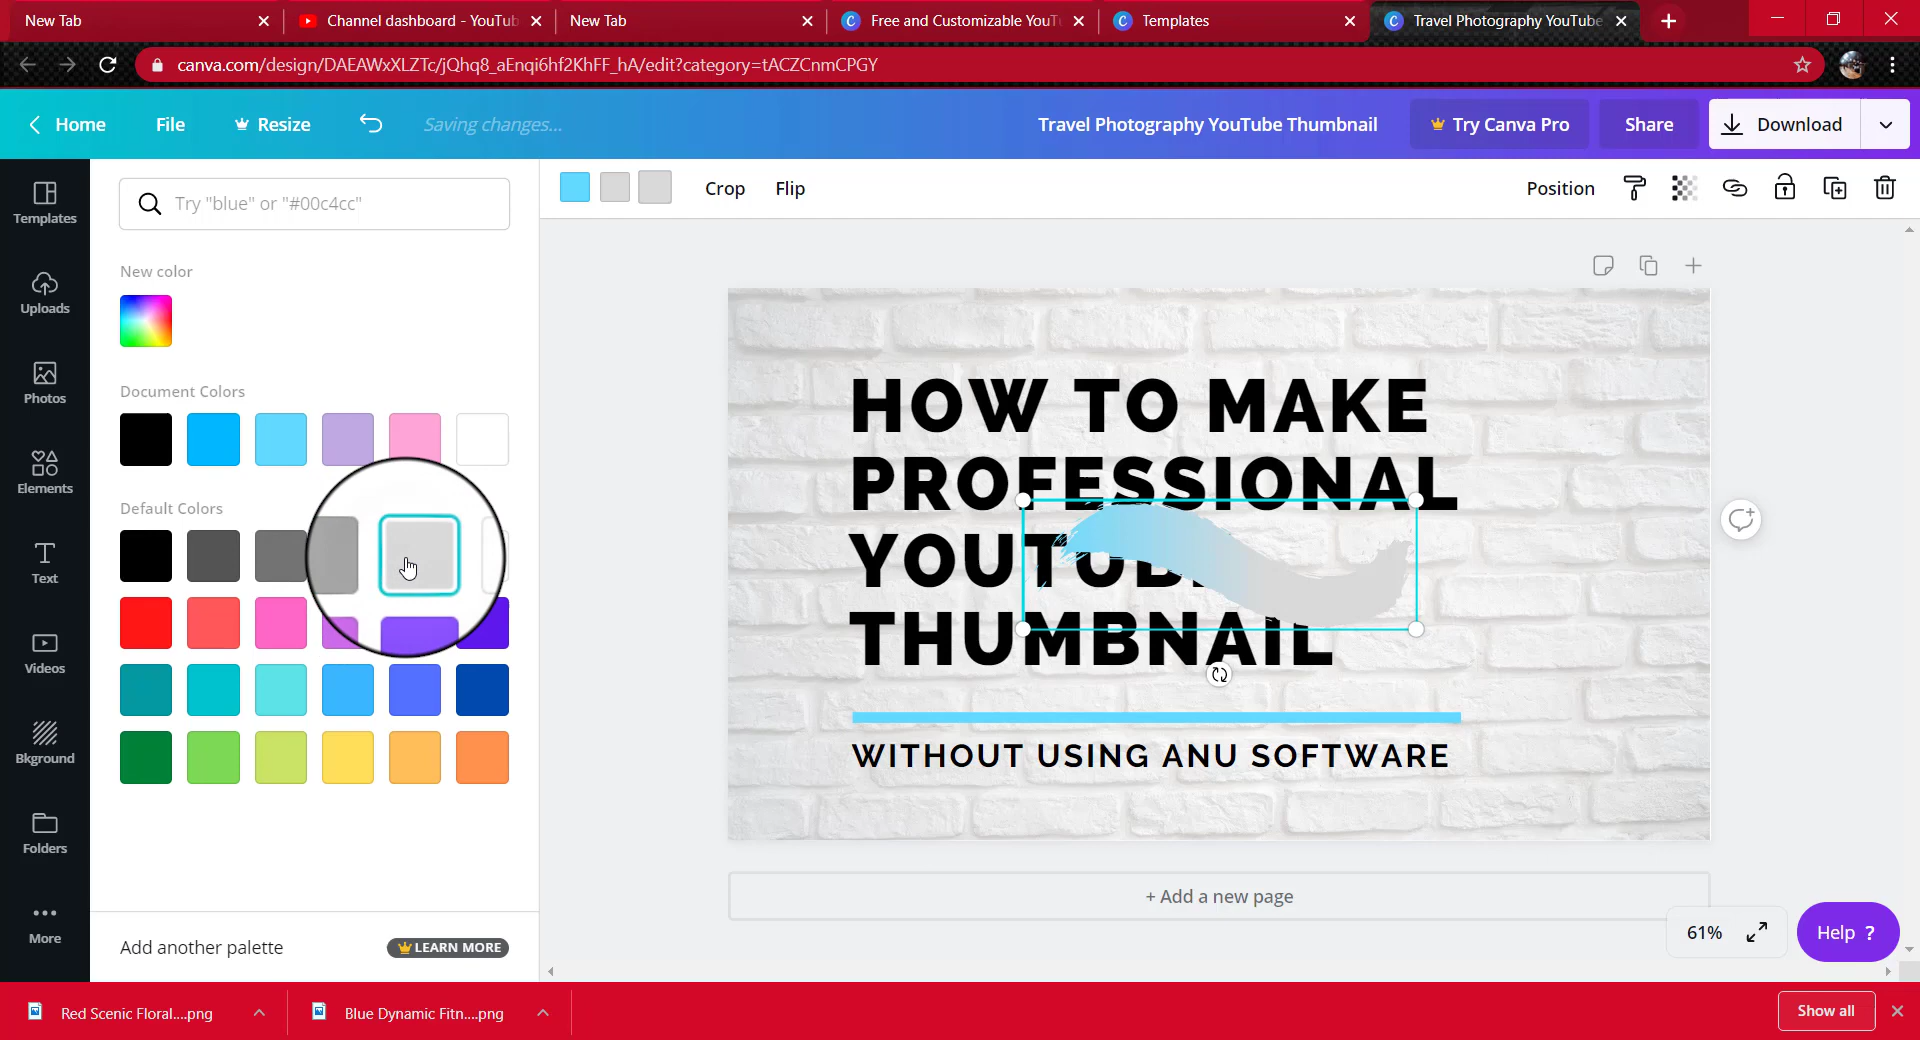 New Tab
Channel dashboard - YouTub
New Tab
Free and Customizable YouT
Templates
Travel Photography YouTube
canva.com/design/DAEAWxXLZTc/jQhq8_aEnqi6hf2KhFF_hA/edit?category=tACZCnmCPGY
Home
File
Resize
Saving changes...
Travel Photography YouTube Thumbnail
Try Canva Pro
Share
Download
Templates
Uploads
Photos
Elements
Text
Videos
Bkground
Folders
More
Try "blue" or "#00c4cc"
New color
Document Colors
Default Colors
Add another palette
LEARN MORE
Crop
Flip
Position
HOW TO MAKE
PROFESSIONAL
THUMBNAIL
WITHOUT USING ANU SOFTWARE
+ Add a new page
61%
Help ?
Red Scenic Floral....png
Blue Dynamic Fitn....png
Show all